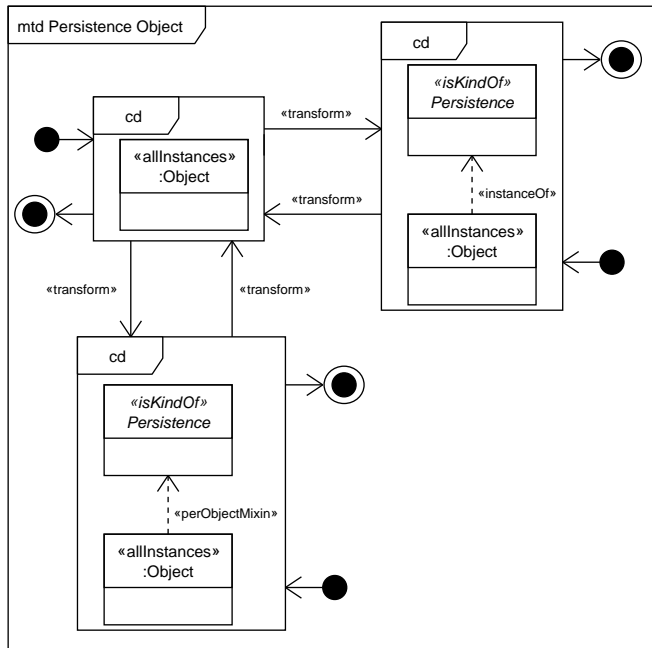 mtd Persistence Object
cd
«isKindOf»
Persistence
«instanceOf»
«allInstances»
:Object
cd
«allInstances»
:Object
«transform»
«transform»
«transform»
«transform»
cd
«isKindOf»
Persistence
«perObjectMixin»
«allInstances»
:Object